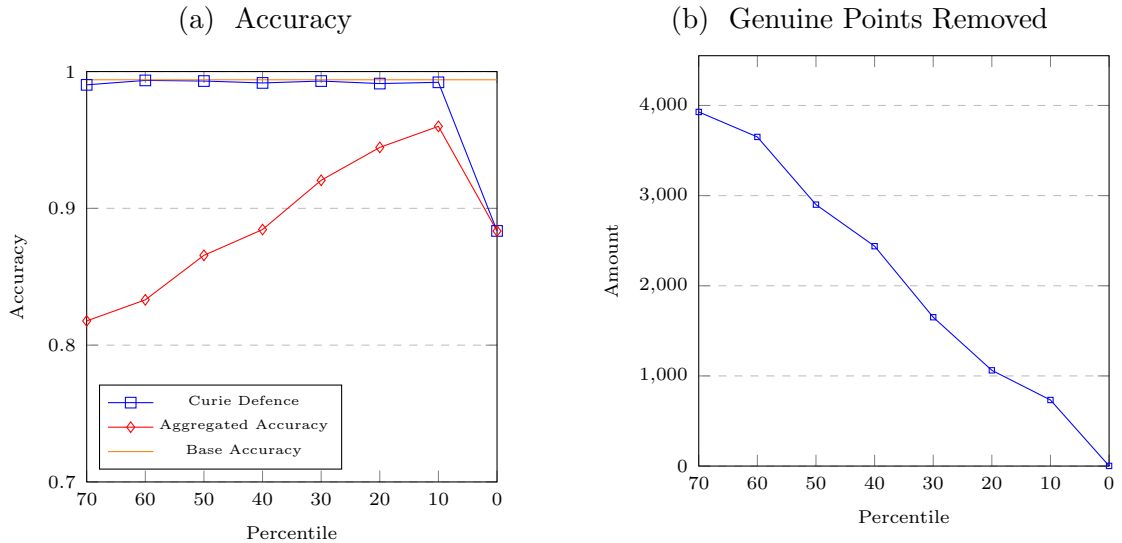 (a) Accuracy
1
0.9
0.8
0.7
70 60 50 40 30 20 10 0
Percentile
Accuracy
Curie Defence
Aggregated Accuracy
Base Accuracy
(b) Genuine Points Removed
4,000
3,000
2,000
1,000
0
70 60 50 40 30 20 10 0
Percentile
Amount